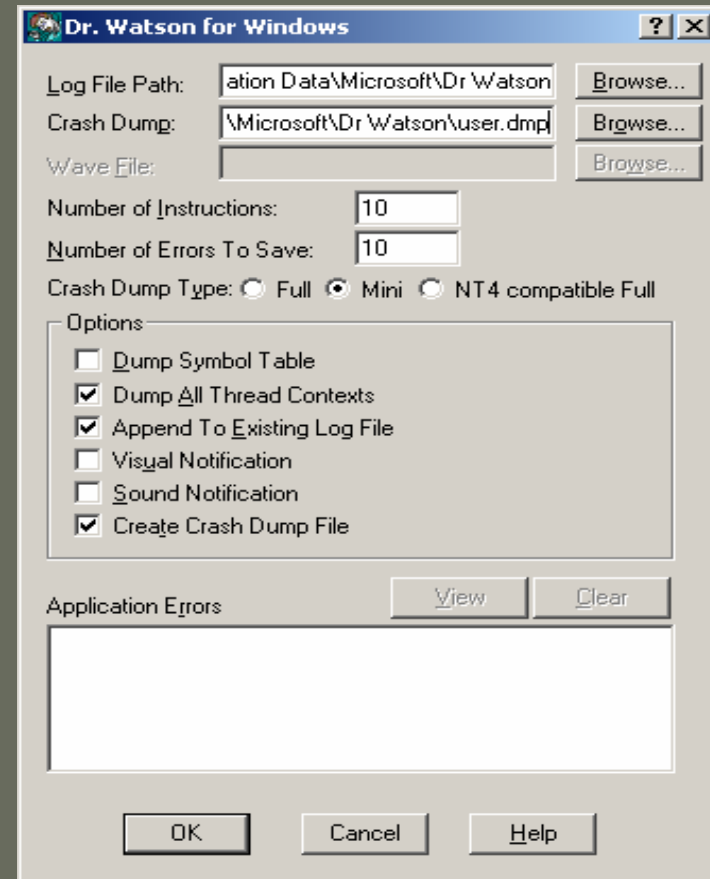 Dr. Watson for Windows
Log File Path: ation Data\Microsoft\Dr Watson Browse...
Crash Dump: \Microsoft\Dr Watson\user.dmp Browse...
Wave File: Browse...
Number of Instructions: 10
Number of Errors To Save: 10
Crash Dump Type: Full Mini NT4 compatible Full
Options
Dump Symbol Table
Dump All Thread Contexts
Append To Existing Log File
Visual Notification
Sound Notification
Create Crash Dump File
Application Errors View Clear
OK Cancel Help